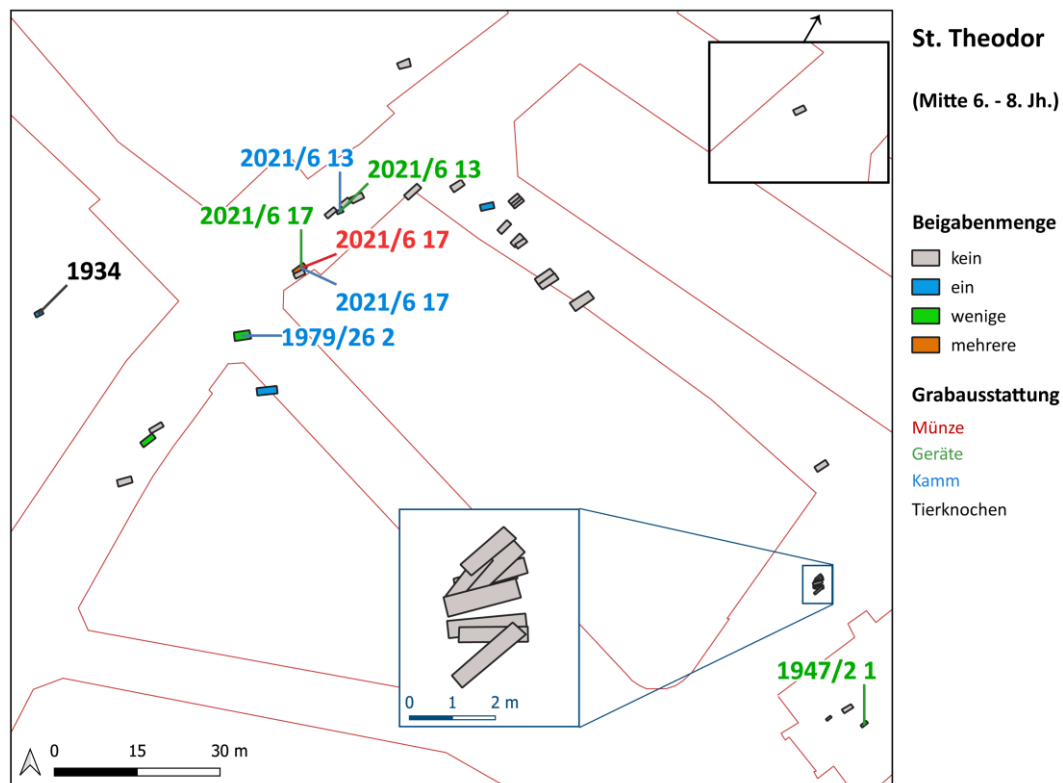 St. Theodor
(Mitte 6. - 8. Jh.)
2021/6 13
2021/6 13
2021/6 17
2021/6 17
1934
2021/6 17
1979/26 2
Beigabenmenge
kein
ein
wenige
mehrere
Grabausstattung
Münze
Geräte
Kamm
Tierknochen
1947/2 1
0 1 2 m
0 15 30 m